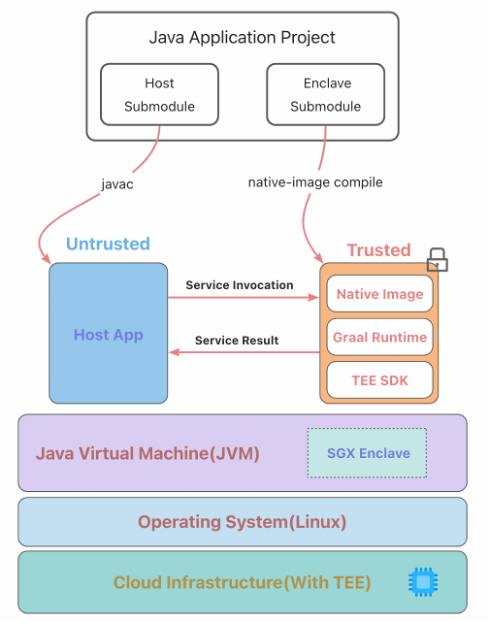 Java Application Project
Host
Submodule
Enclave
Submodule
javac
native-image compile
Untrusted
Trusted
Host App
Service Invocation
Service Result
Native Image
Graal Runtime
TEE SDK
Java Virtual Machine(JVM)
SGX Enclave
Operating System(Linux)
Cloud Infrastructure(With TEE)